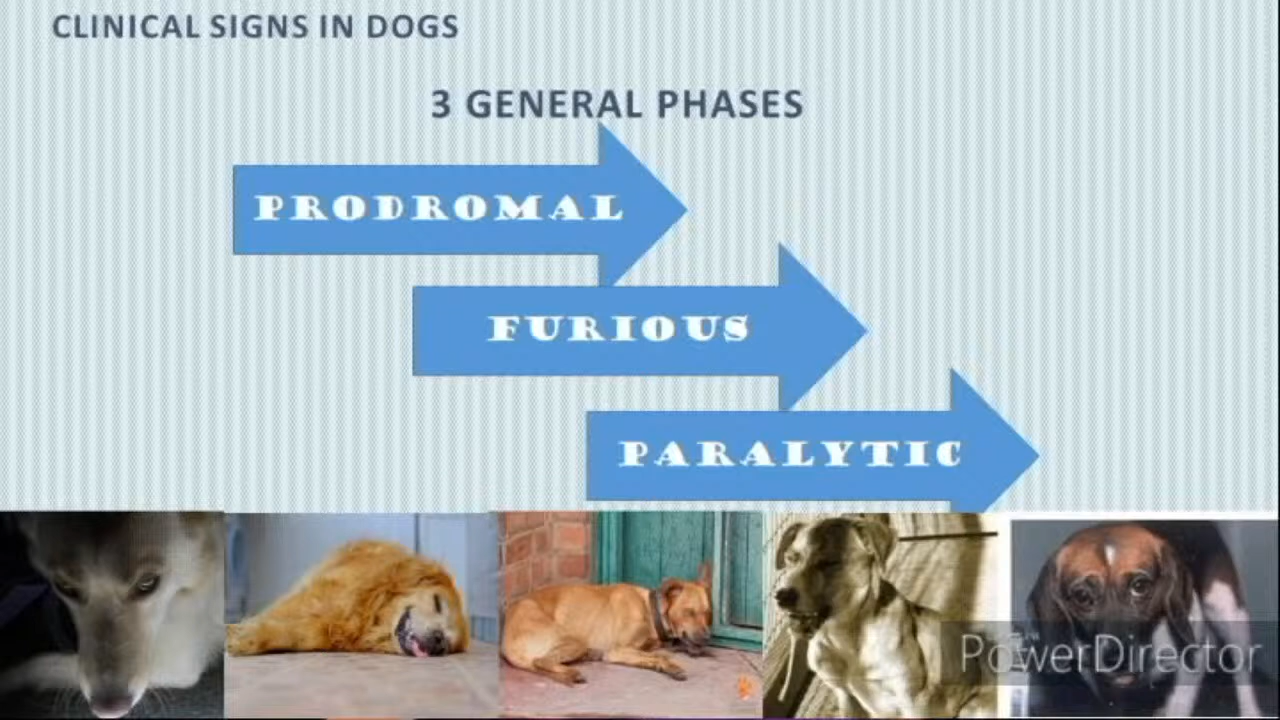 CLINICAL SIGNS IN DOGS
3 GENERAL PHASES
PRODROMAL
FURIOUS
PARALYTIC
PowerDirector